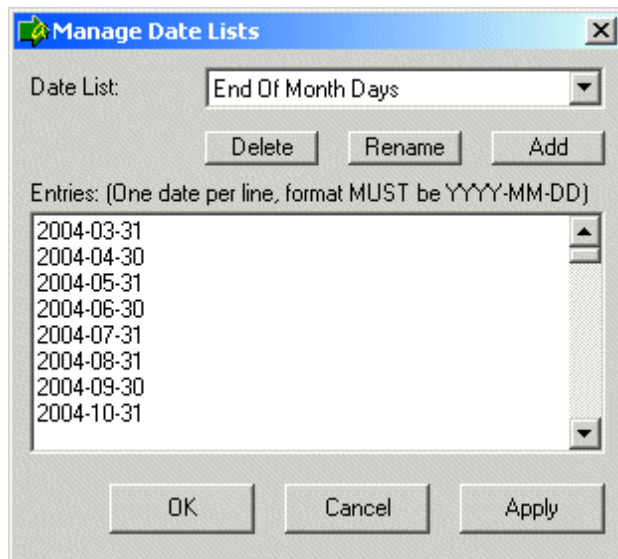 Manage Date Lists
Date List: End Of Month Days
Delete Rename Add
Entries: (One date per line, format MUST be YYYY-MM-DD)
2004-03-31
2004-04-30
2004-05-31
2004-06-30
2004-07-31
2004-08-31
2004-09-30
2004-10-31
OK Cancel Apply